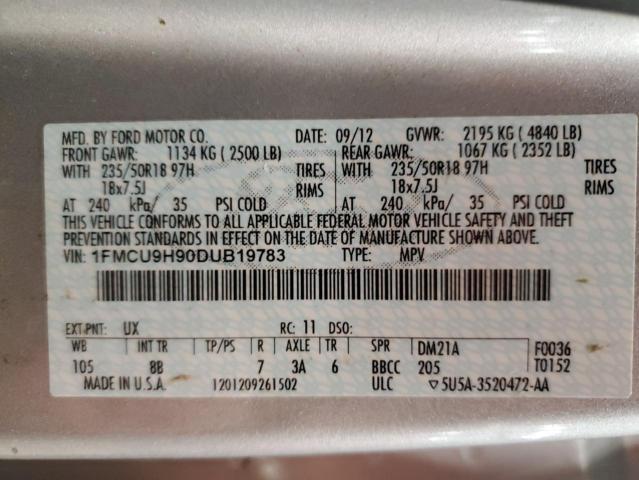 MFD. BY FORD MOTOR CO. DATE: 09/12 GVWR: 2195 KG ( 4840 LB)
FRONT GAWR: 1134 KG ( 2500 LB) REAR GAWR: 1067 KG ( 2352 LB)
WITH 235/50R18 97H TIRES WITH 235/50R18 97H TIRES
18x7.5J RIMS 18x7.5J RIMS
AT 240 kPa/ 35 PSI COLD AT 240 kPa/ 35 PSI COLD
THIS VEHICLE CONFORMS TO ALL APPLICABLE FEDERAL MOTOR VEHICLE SAFETY AND THEFT
PREVENTION STANDARDS IN EFFECT ON THE DATE OF MANUFACTURE SHOWN ABOVE.
VIN: 1FMCU9H90DUB19783 TYPE: MPV
EXT PNT: UX RC: 11 DSO:
WB INT TR TP/PS R AXLE TR SPR DM21A F0036
105 8B 7 3A 6 BBCC 205 T0152
MADE IN U.S.A. 1201209261502 ULC ▽5U5A-3520472-AA